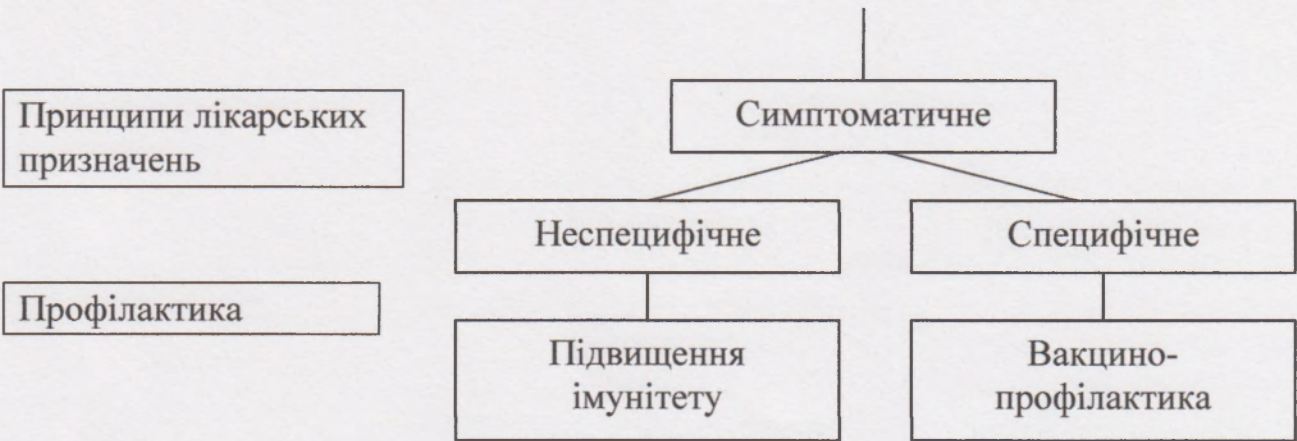 Принципи лікарських
призначень
Симптоматичне
Неспецифічне
Специфічне
Профілактика
Підвищення
імунітету
Вакцино-
профілактика